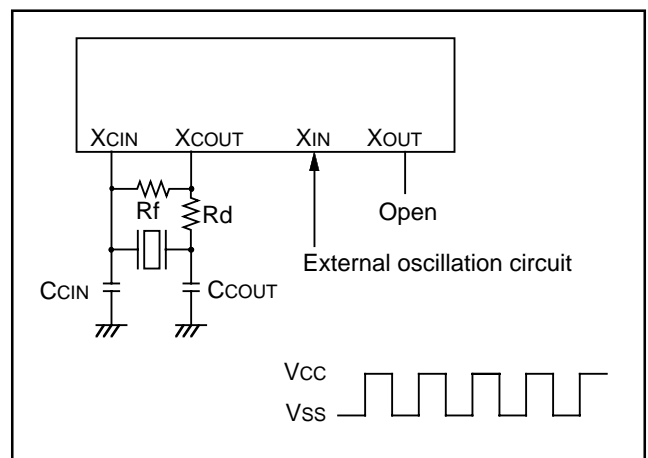 XCIN XCOUT XIN XOUT
Rf
Rd
Open
External oscillation circuit
CCIN
CCOUT
VCC
VSS